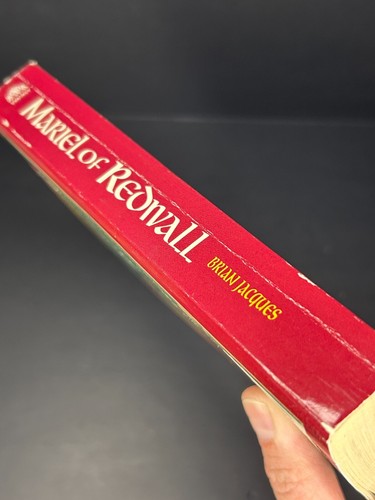 MARIEL OF REDWALL
BRIAN JACQUES